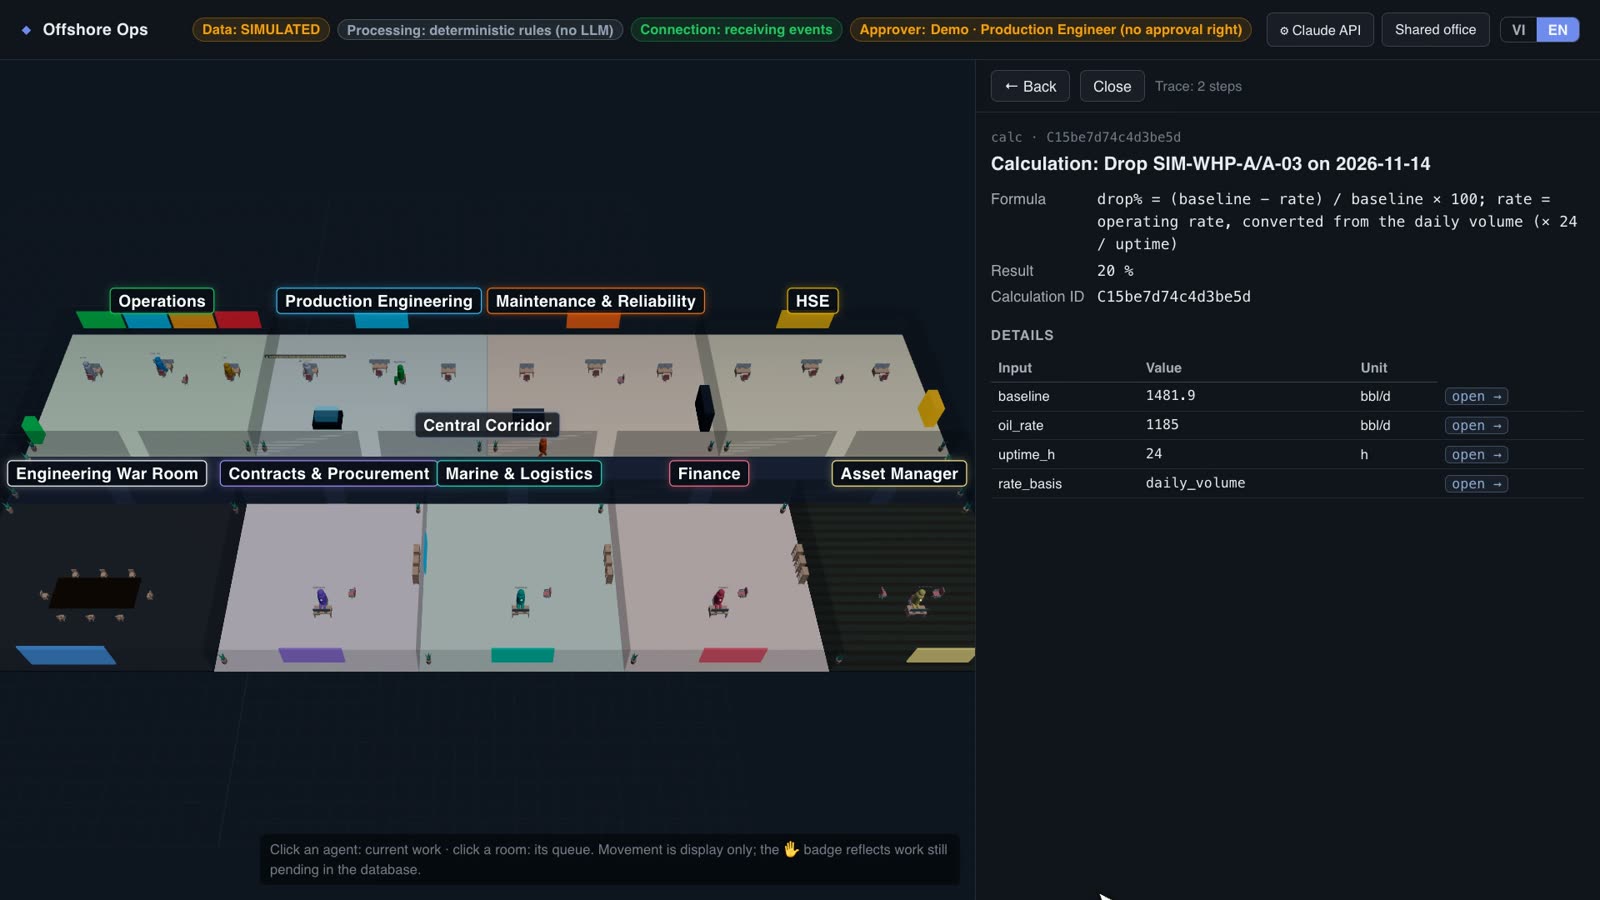 Offshore Ops
Data: SIMULATED
Processing: deterministic rules (no LLM)
Connection: receiving events
Approver: Demo · Production Engineer (no approval right)
⚙ Claude API
Shared office
VI
EN
← Back
Close
Trace: 2 steps
calc · C15be7d74c4d3be5d
Calculation: Drop SIM-WHP-A/A-03 on 2026-11-14
Formula
drop% = (baseline − rate) / baseline × 100; rate =
operating rate, converted from the daily volume (× 24
/ uptime)
Result
20 %
Calculation ID
C15be7d74c4d3be5d
DETAILS
Input Value Unit
baseline 1481.9 bbl/d open →
oil_rate 1185 bbl/d open →
uptime_h 24 h open →
rate_basis daily_volume open →
Operations
Production Engineering
Maintenance & Reliability
HSE
Central Corridor
Engineering War Room
Contracts & Procurement
Marine & Logistics
Finance
Asset Manager
Click an agent: current work · click a room: its queue. Movement is display only; the ✋ badge reflects work still
pending in the database.